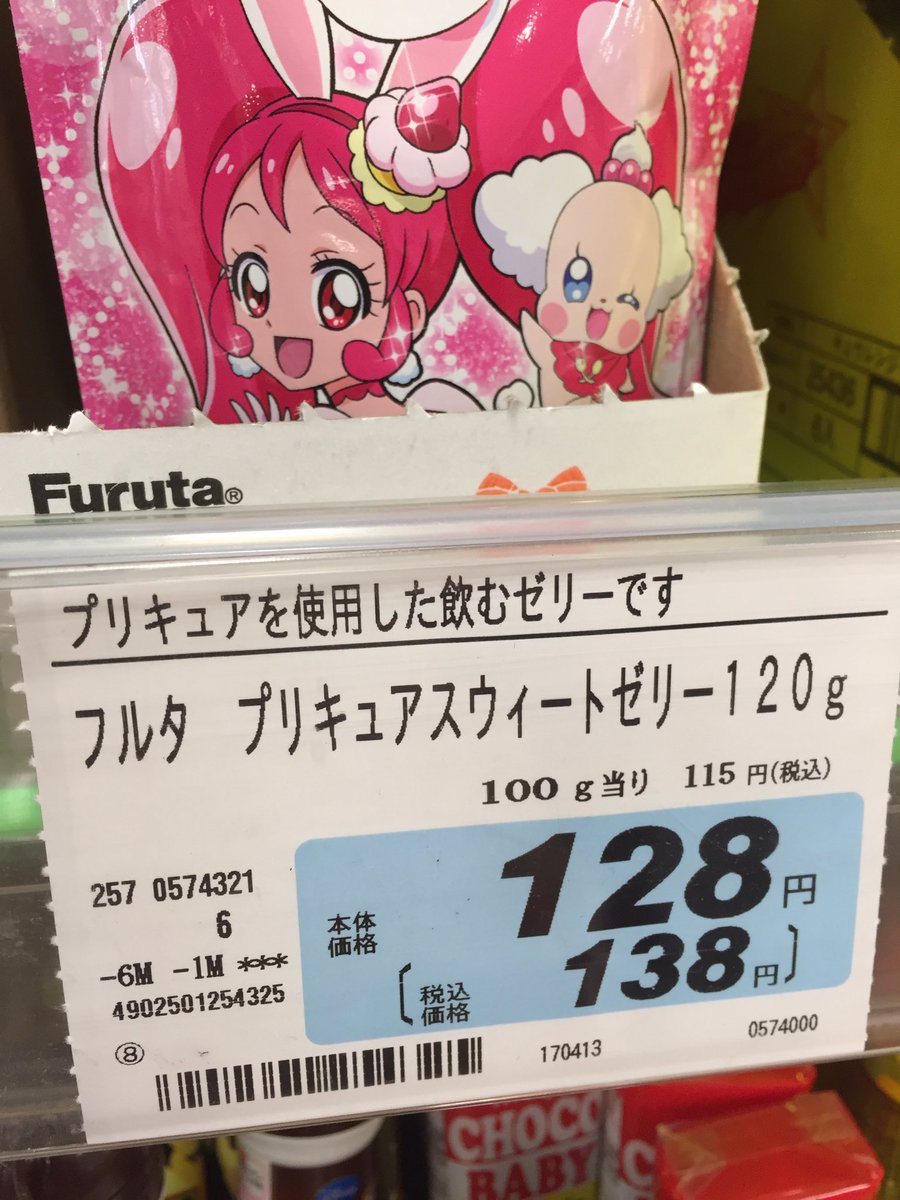 Furuta®
プリキュアを使用した飲むゼリーです
フルタ プリキュアスウィートゼリー120g
100g当り 115円(税込)
257 0574321
6
-6M -1M ***
4902501254325
⑧
本体価格 128円
〔税込価格 138円〕
170413
0574000
CHOCO
BABY